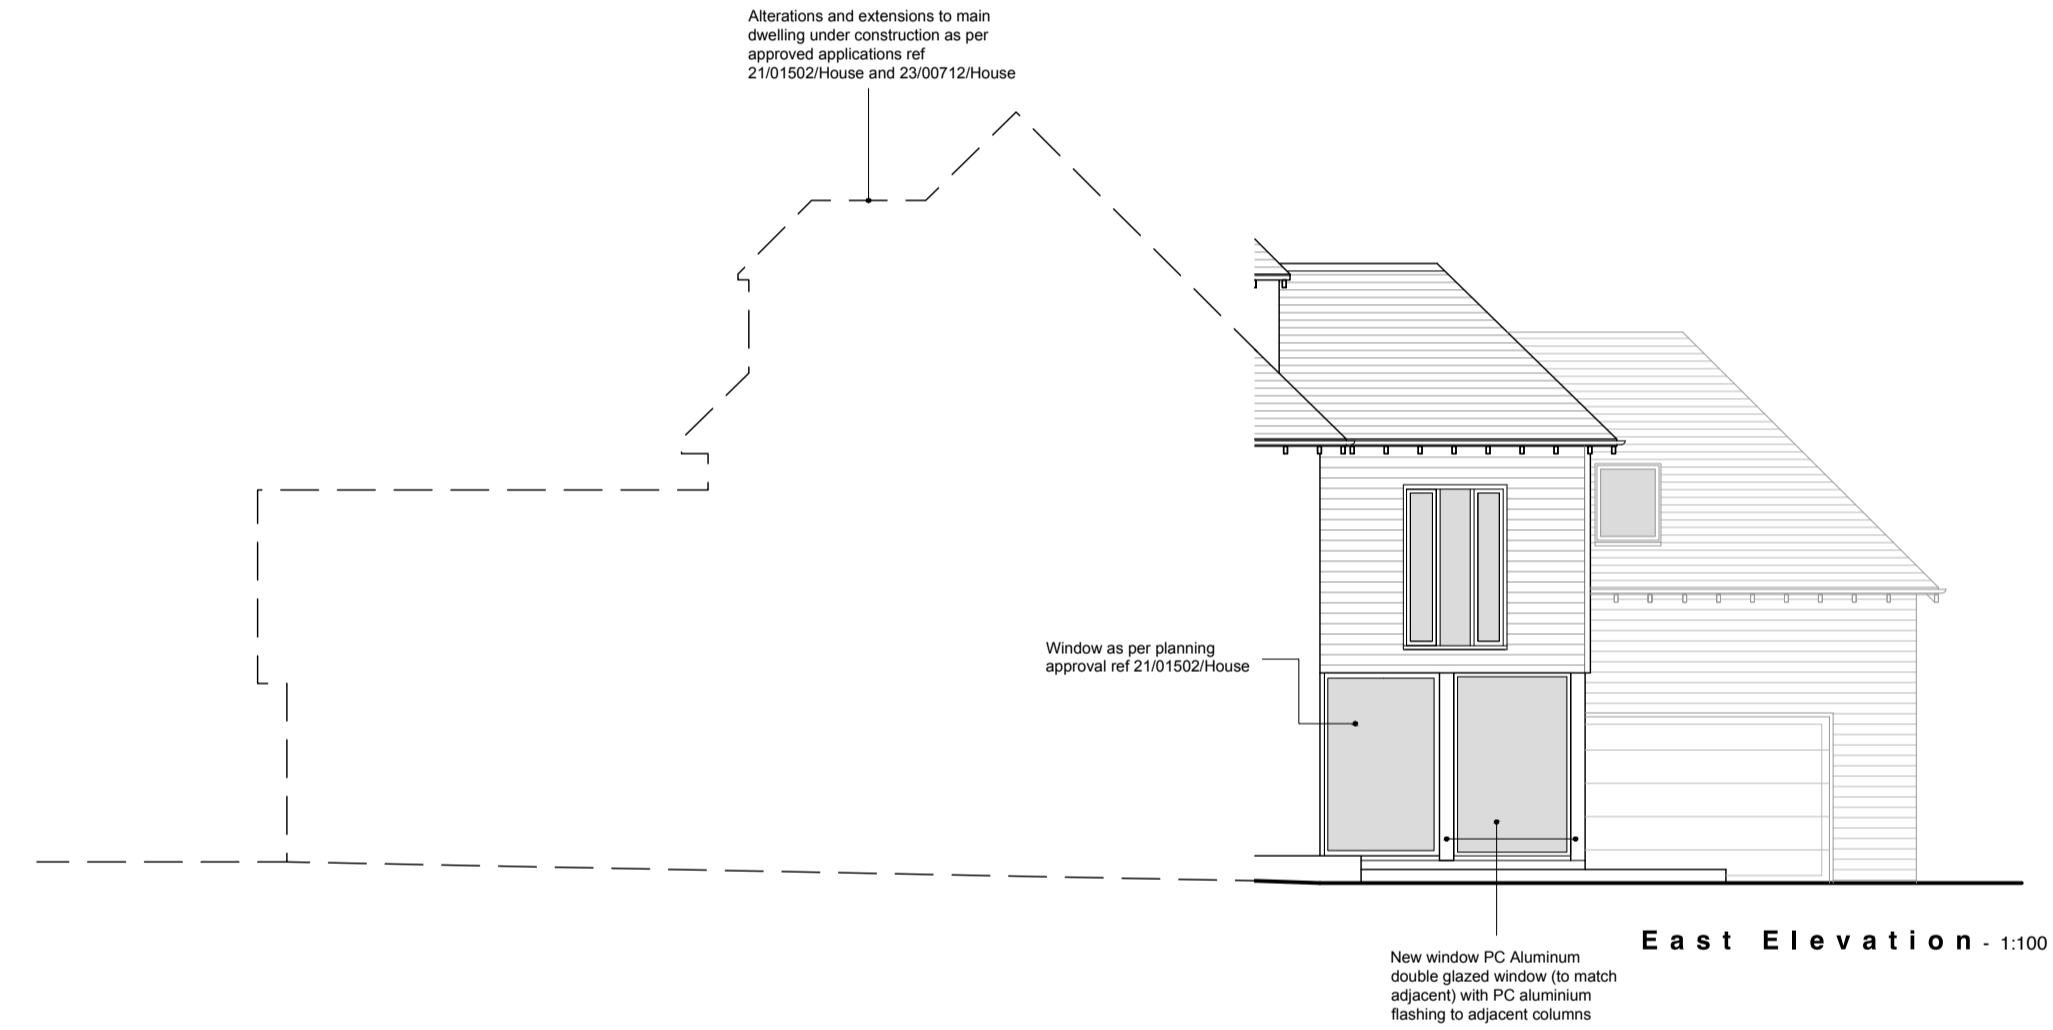 Alterations and extensions to main
dwelling under construction as per
approved applications ref
21/01502/House and 23/00712/House
Window as per planning
approval ref 21/01502/House
East Elevation - 1:100
New window PC Aluminum
double glazed window (to match
adjacent) with PC aluminium
flashing to adjacent columns